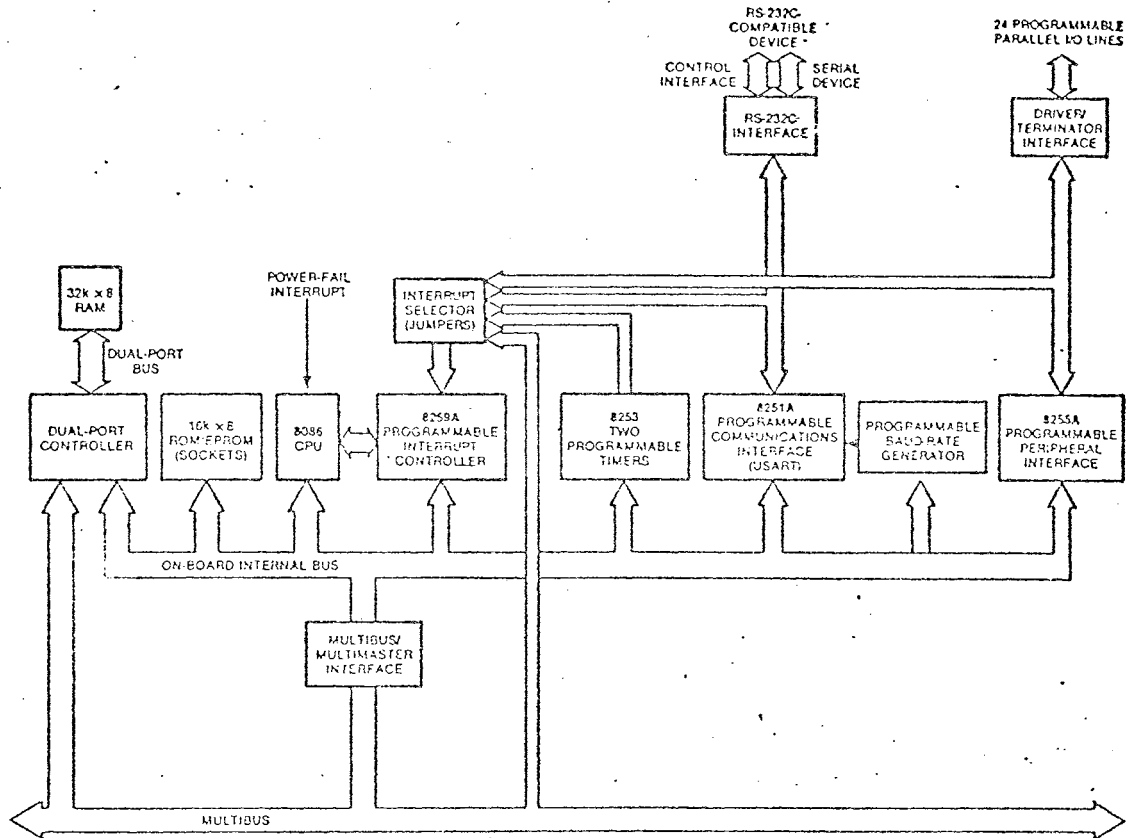 RS-232C-
COMPATIBLE
DEVICE
24 PROGRAMMABLE
PARALLEL I/O LINES
CONTROL
INTERFACE
SERIAL
DEVICE
RS-232C-
INTERFACE
DRIVER/
TERMINATOR
INTERFACE
32k x 8
RAM
POWER-FAIL
INTERRUPT
INTERRUPT
SELECTOR
(JUMPERS)
DUAL-PORT
BUS
DUAL-PORT
CONTROLLER
16k x 8
ROM/EPROM
(SOCKETS)
8086
CPU
8259A
PROGRAMMABLE
INTERRUPT
CONTROLLER
8253
TWO
PROGRAMMABLE
TIMERS
8251A
PROGRAMMABLE
COMMUNICATIONS
INTERFACE
(USART)
PROGRAMMABLE
BAUD RATE
GENERATOR
8255A
PROGRAMMABLE
PERIPHERAL
INTERFACE
ON-BOARD INTERNAL BUS
MULTIBUS/
MULTIMASTER
INTERFACE
MULTIBUS